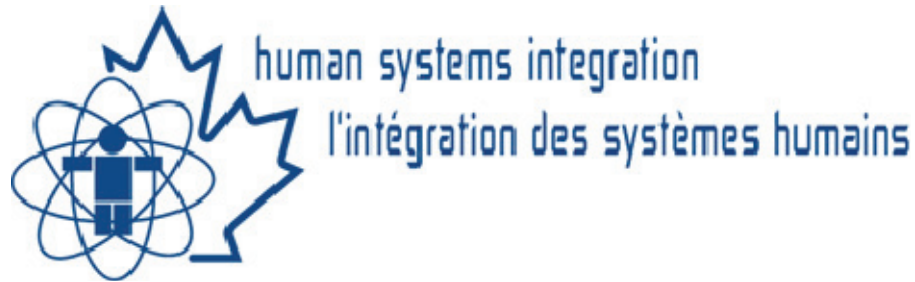 human systems integration
l'intégration des systèmes humains